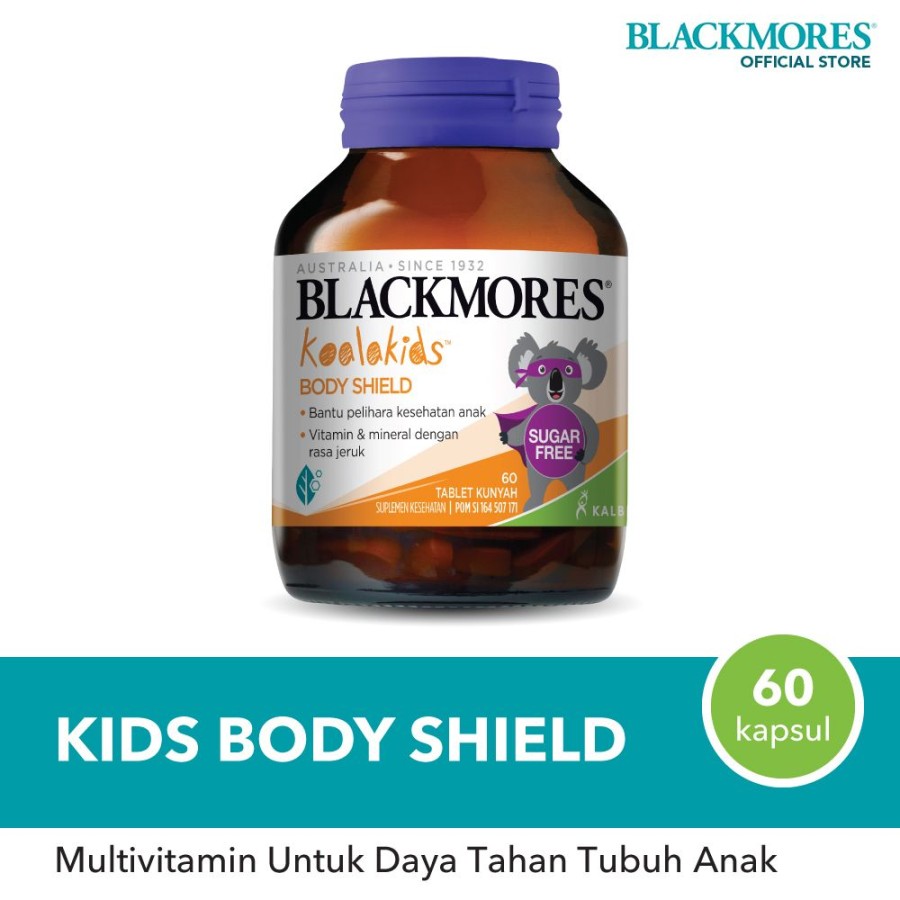 BLACKMORES®
OFFICIAL STORE
AUSTRALIA • SINCE 1932
BLACKMORES®
Koalakids™
BODY SHIELD
• Bantu pelihara kesehatan anak
• Vitamin & mineral dengan
rasa jeruk
SUGAR
FREE
60
TABLET KUNYAH
SUPLEMEN KESEHATAN | POM SI 164 507 171
KALB
KIDS BODY SHIELD
60
kapsul
Multivitamin Untuk Daya Tahan Tubuh Anak